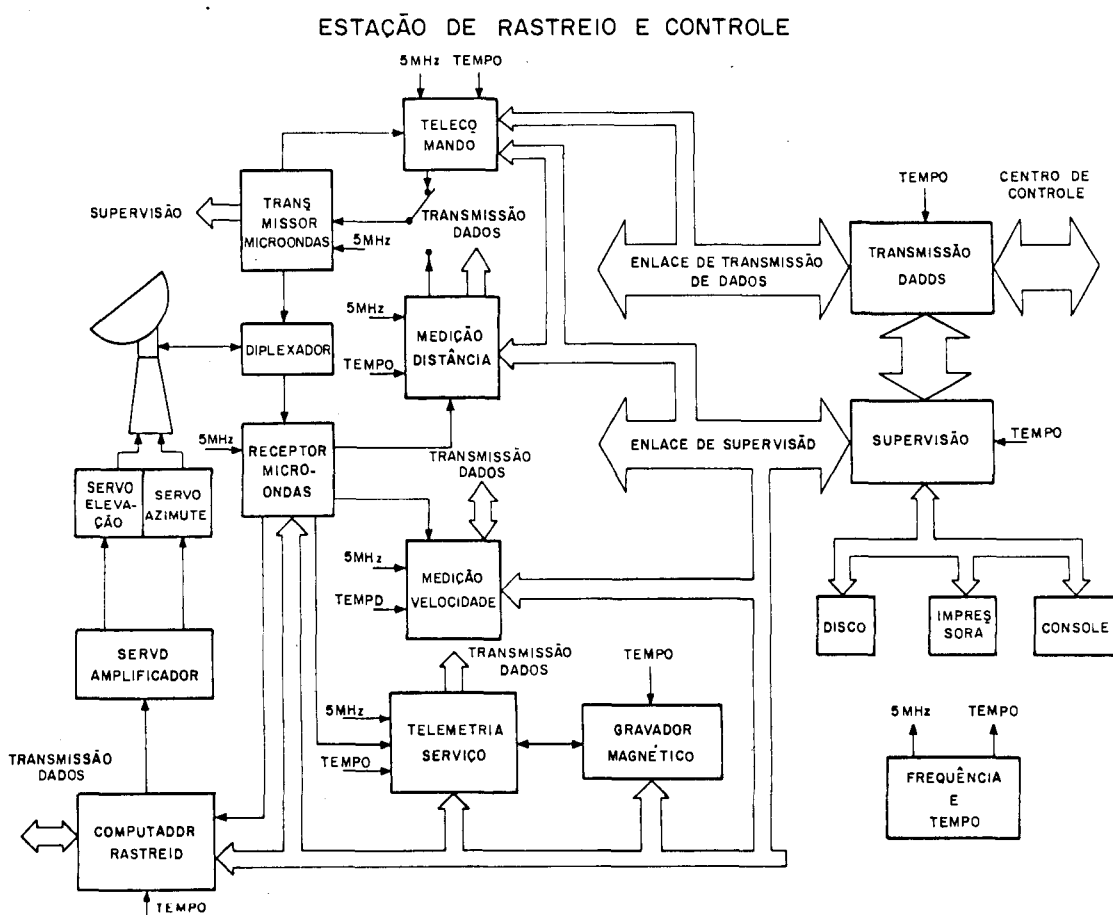 ESTAÇÃO DE RASTREIO E CONTROLE
5MHz TEMPO
TELECO
MANDO
TRANS
MISSOR
MICROONDAS
SUPERVISÃO
5MHz
TRANSMISSÃO
DADOS
TEMPO
CENTRO DE
CONTROLE
ENLACE DE TRANSMISSÃO
DE DADOS
TRANSMISSÃO
DADOS
DIPLEXADOR
5MHz
TEMPO
MEDIÇÃO
DISTÂNCIA
5MHz
RECEPTOR
MICRO-
ONDAS
TRANSMISSÃO
DADOS
ENLACE DE SUPERVISÃO
SUPERVISÃO
TEMPO
SERVO
ELEVA-
ÇÃO
SERVO
AZIMUTE
5MHz
TEMPO
MEDIÇÃO
VELOCIDADE
DISCO
IMPRES
SORA
CONSOLE
SERVO
AMPLIFICADOR
TRANSMISSÃO
DADOS
TEMPO
5MHz
TEMPO
TELEMETRIA
SERVIÇO
GRAVADOR
MAGNÉTICO
5MHz
TEMPO
FREQUÊNCIA
E
TEMPO
TRANSMISSÃO
DADOS
COMPUTADOR
RASTREIO
TEMPO